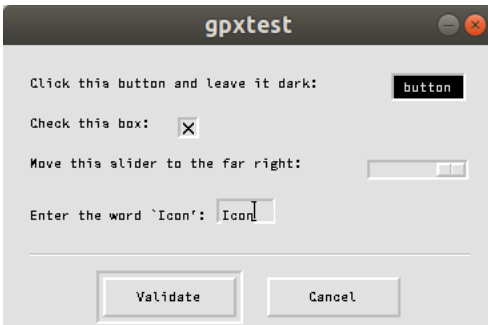 gpxtest
Click this button and leave it dark: button
Check this box:
Move this slider to the far right:
Enter the word `Icon': Icon
Validate Cancel